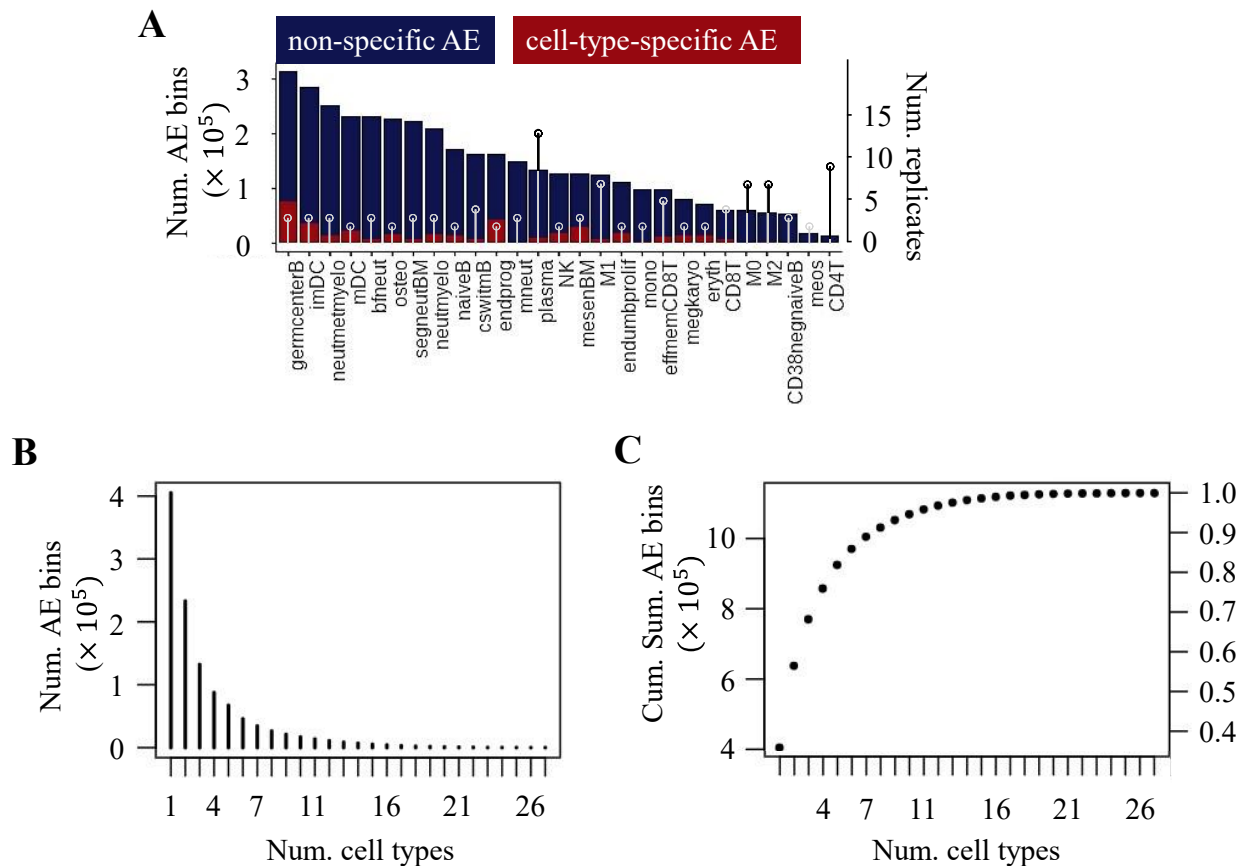 A
non-specific AE
cell-type-specific AE
Num. AE bins
(× 10⁵)
3
2
1
0
Num. replicates
15
10
5
0
germcenterB
imDC
neutmetmyelo
mDC
bfneut
osteo
segneutBM
neutmyelo
naiveB
cswitmB
endprog
mneut
plasma
NK
mesenBM
M1
endumbprolif
mono
effmemCD8T
megkaryo
eryth
CD8T
M0
M2
CD38negnaiveB
meos
CD4T
B
Num. AE bins
(× 10⁵)
4
3
2
1
0
1 4 7 11 16 21 26
Num. cell types
C
Cum. Sum. AE bins
(× 10⁵)
10
8
6
4
1.0
0.9
0.8
0.7
0.6
0.5
0.4
4 7 11 16 21 26
Num. cell types